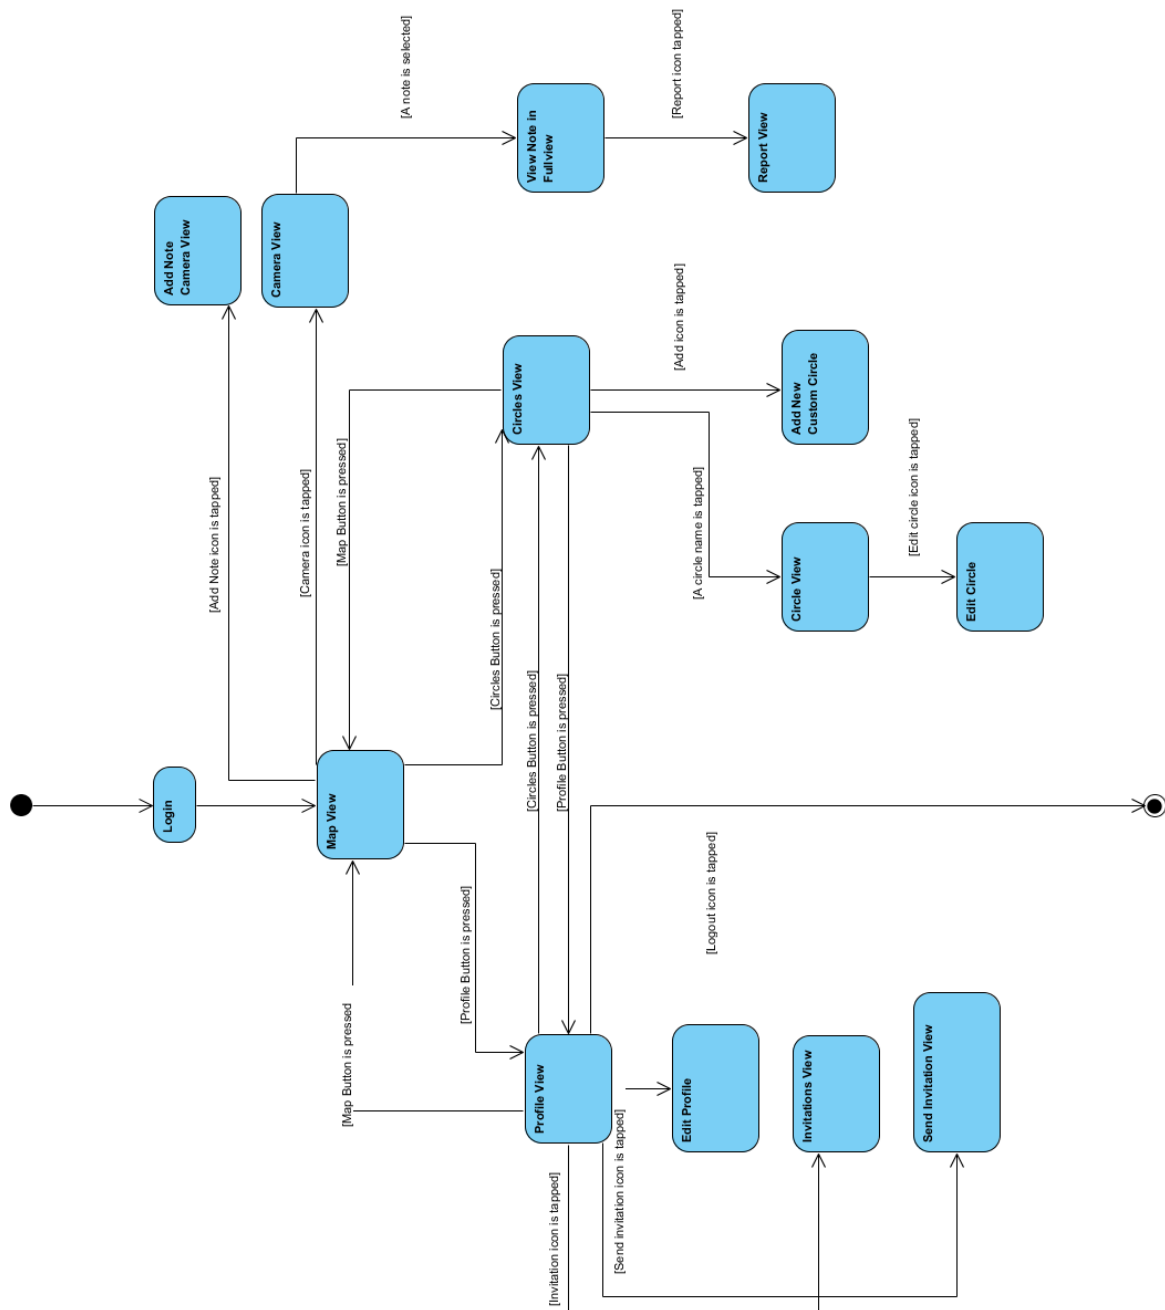 [A note is selected]
[Report icon tapped]
Add Note
Camera View
Camera View
View Note in
Fullview
Report View
[Add Note icon is tapped]
[Camera icon is tapped]
[Map Button is pressed]
[Circles Button is pressed]
Circles View
[Add icon is tapped]
Add New
Custom Circle
[A circle name is tapped]
[Edit circle icon is tapped]
Circle View
Edit Circle
Login
Map View
[Circles Button is pressed]
[Profile Button is pressed]
[Map Button is pressed
[Profile Button is pressed]
[Logout icon is tapped]
Profile View
Edit Profile
Invitations View
Send Invitation View
[Invitation icon is tapped]
[Send invitation icon is tapped]